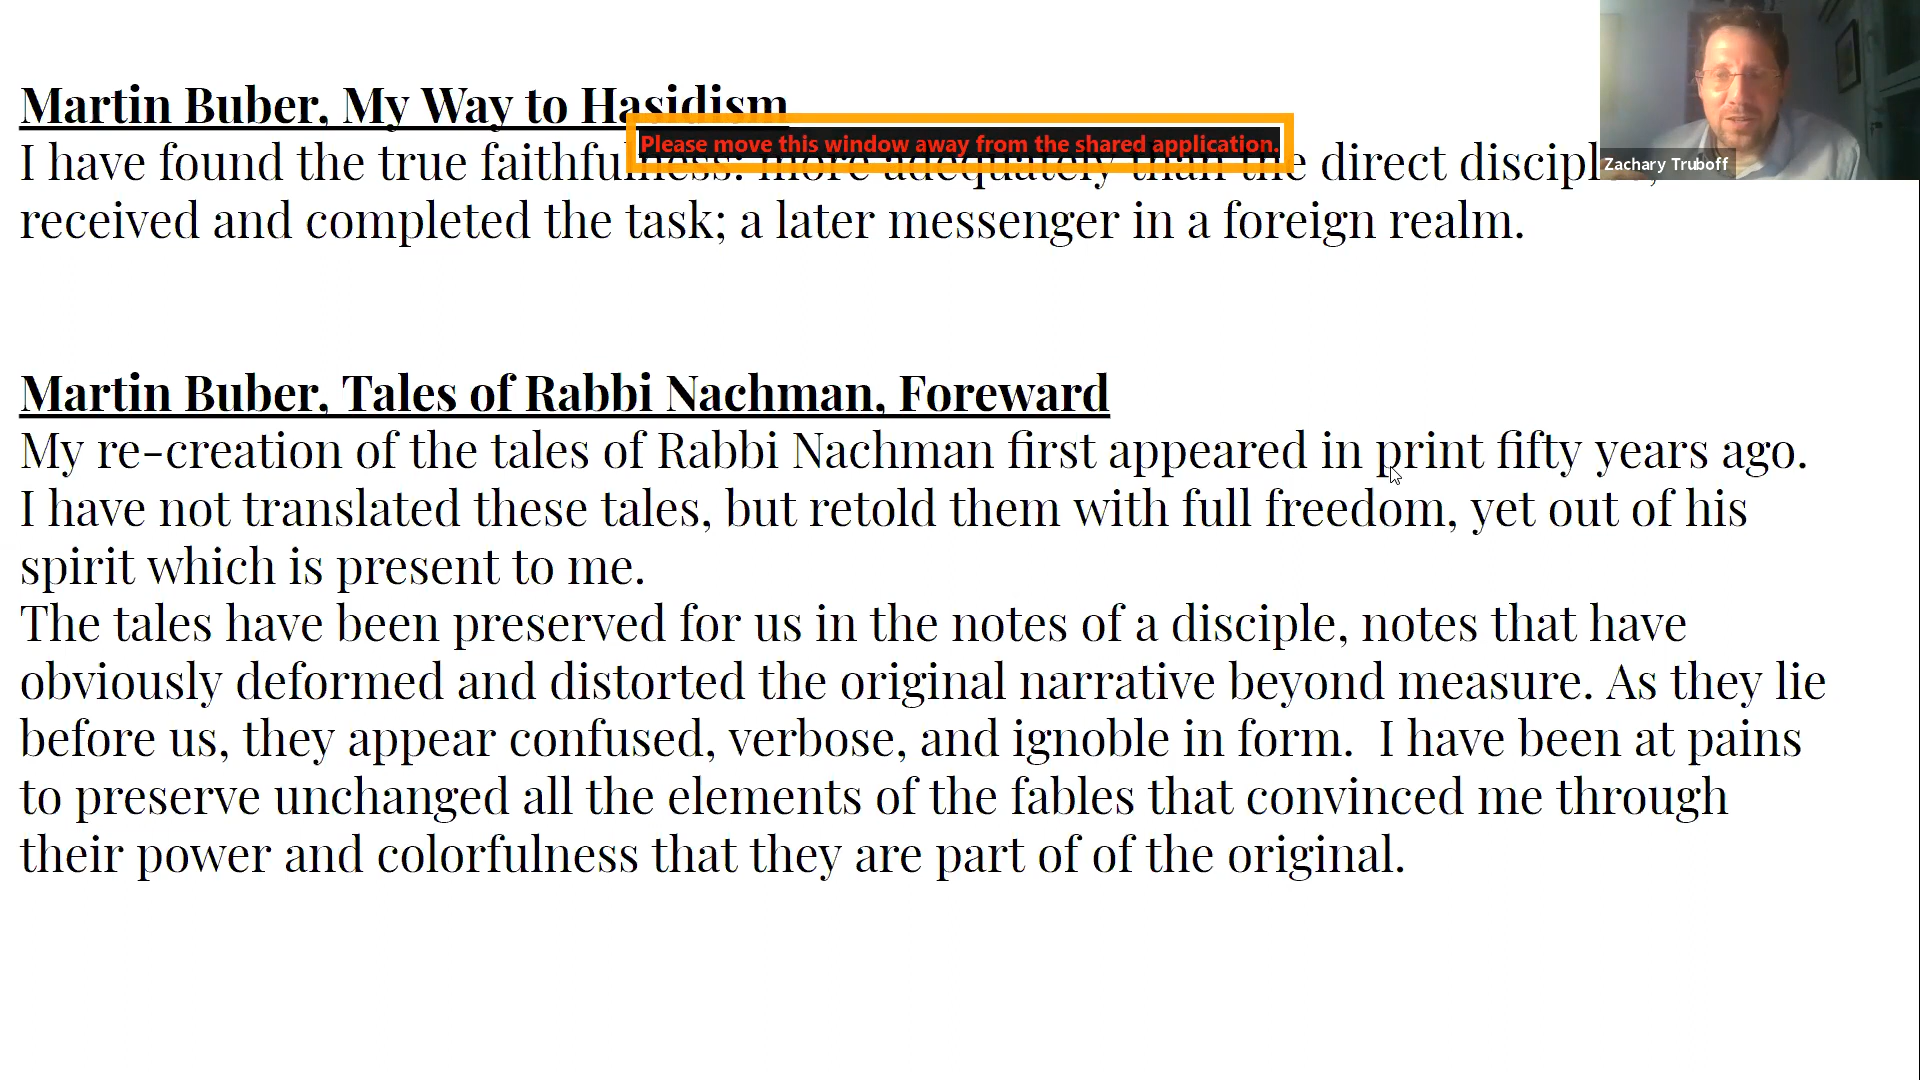 Martin Buber, My Way to Hasidism
Please move this window away from the shared application.
I have found the true faithfulness: more adequately than the direct disciples,
received and completed the task; a later messenger in a foreign realm.
Zachary Truboff
Martin Buber, Tales of Rabbi Nachman, Foreward
My re-creation of the tales of Rabbi Nachman first appeared in print fifty years ago.
I have not translated these tales, but retold them with full freedom, yet out of his
spirit which is present to me.
The tales have been preserved for us in the notes of a disciple, notes that have
obviously deformed and distorted the original narrative beyond measure. As they lie
before us, they appear confused, verbose, and ignoble in form.  I have been at pains
to preserve unchanged all the elements of the fables that convinced me through
their power and colorfulness that they are part of of the original.